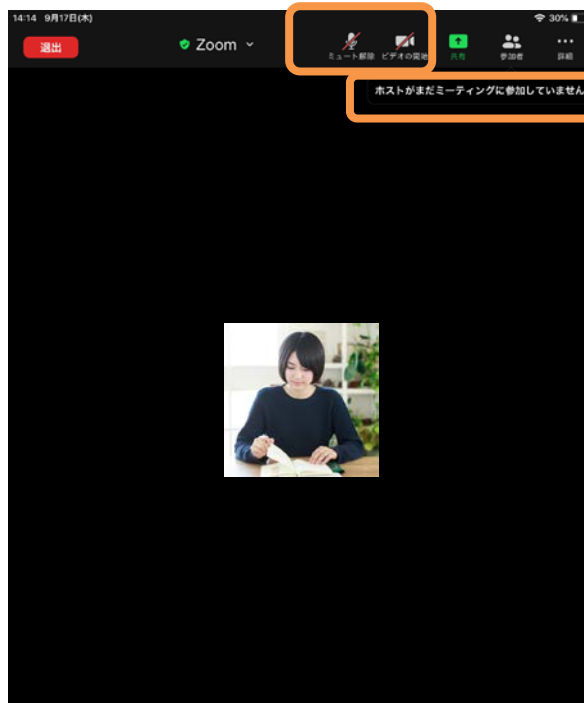 14:14 9月17日(木) 30%
退出 Zoom ミュート解除 ビデオの開始 共有 参加者 詳細
ホストがまだミーティングに参加していません